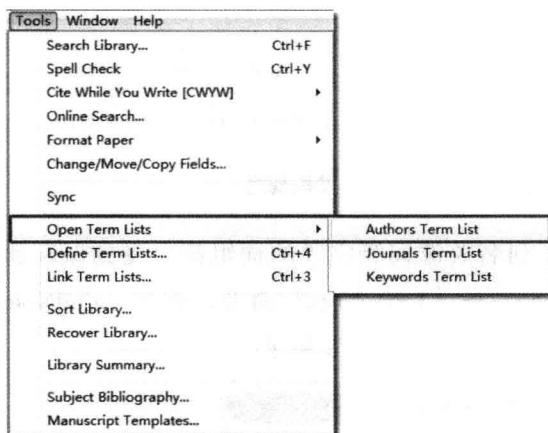 Tools Window Help
Search Library... Ctrl+F
Spell Check Ctrl+Y
Cite While You Write [CWYW]
Online Search...
Format Paper
Change/Move/Copy Fields...
Sync
Open Term Lists Authors Term List
Define Term Lists... Ctrl+4 Journals Term List
Link Term Lists... Ctrl+3 Keywords Term List
Sort Library...
Recover Library...
Library Summary...
Subject Bibliography...
Manuscript Templates...